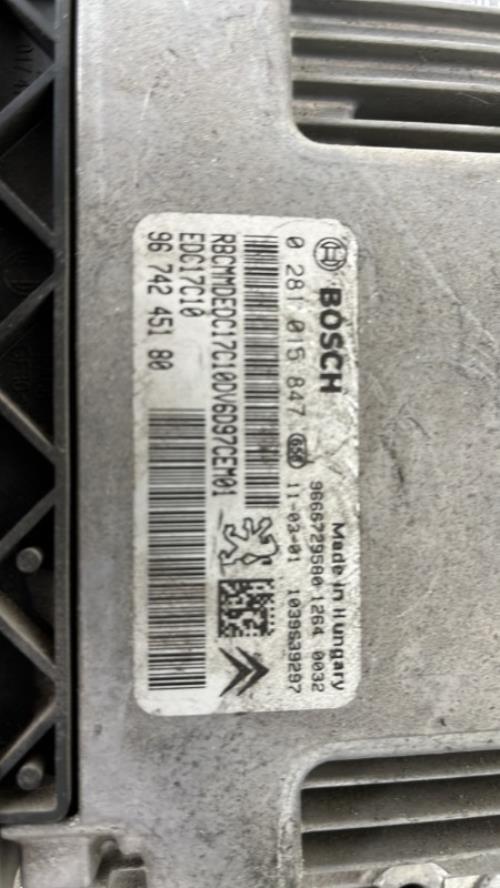 BOSCH
Made in Hungary
9666729580 1264 0032
0 281 015 847 11-03-01 1039S39297
RBCMMDEDC17C10DV6D97CEM01
EDC17C10
96 742 451 80